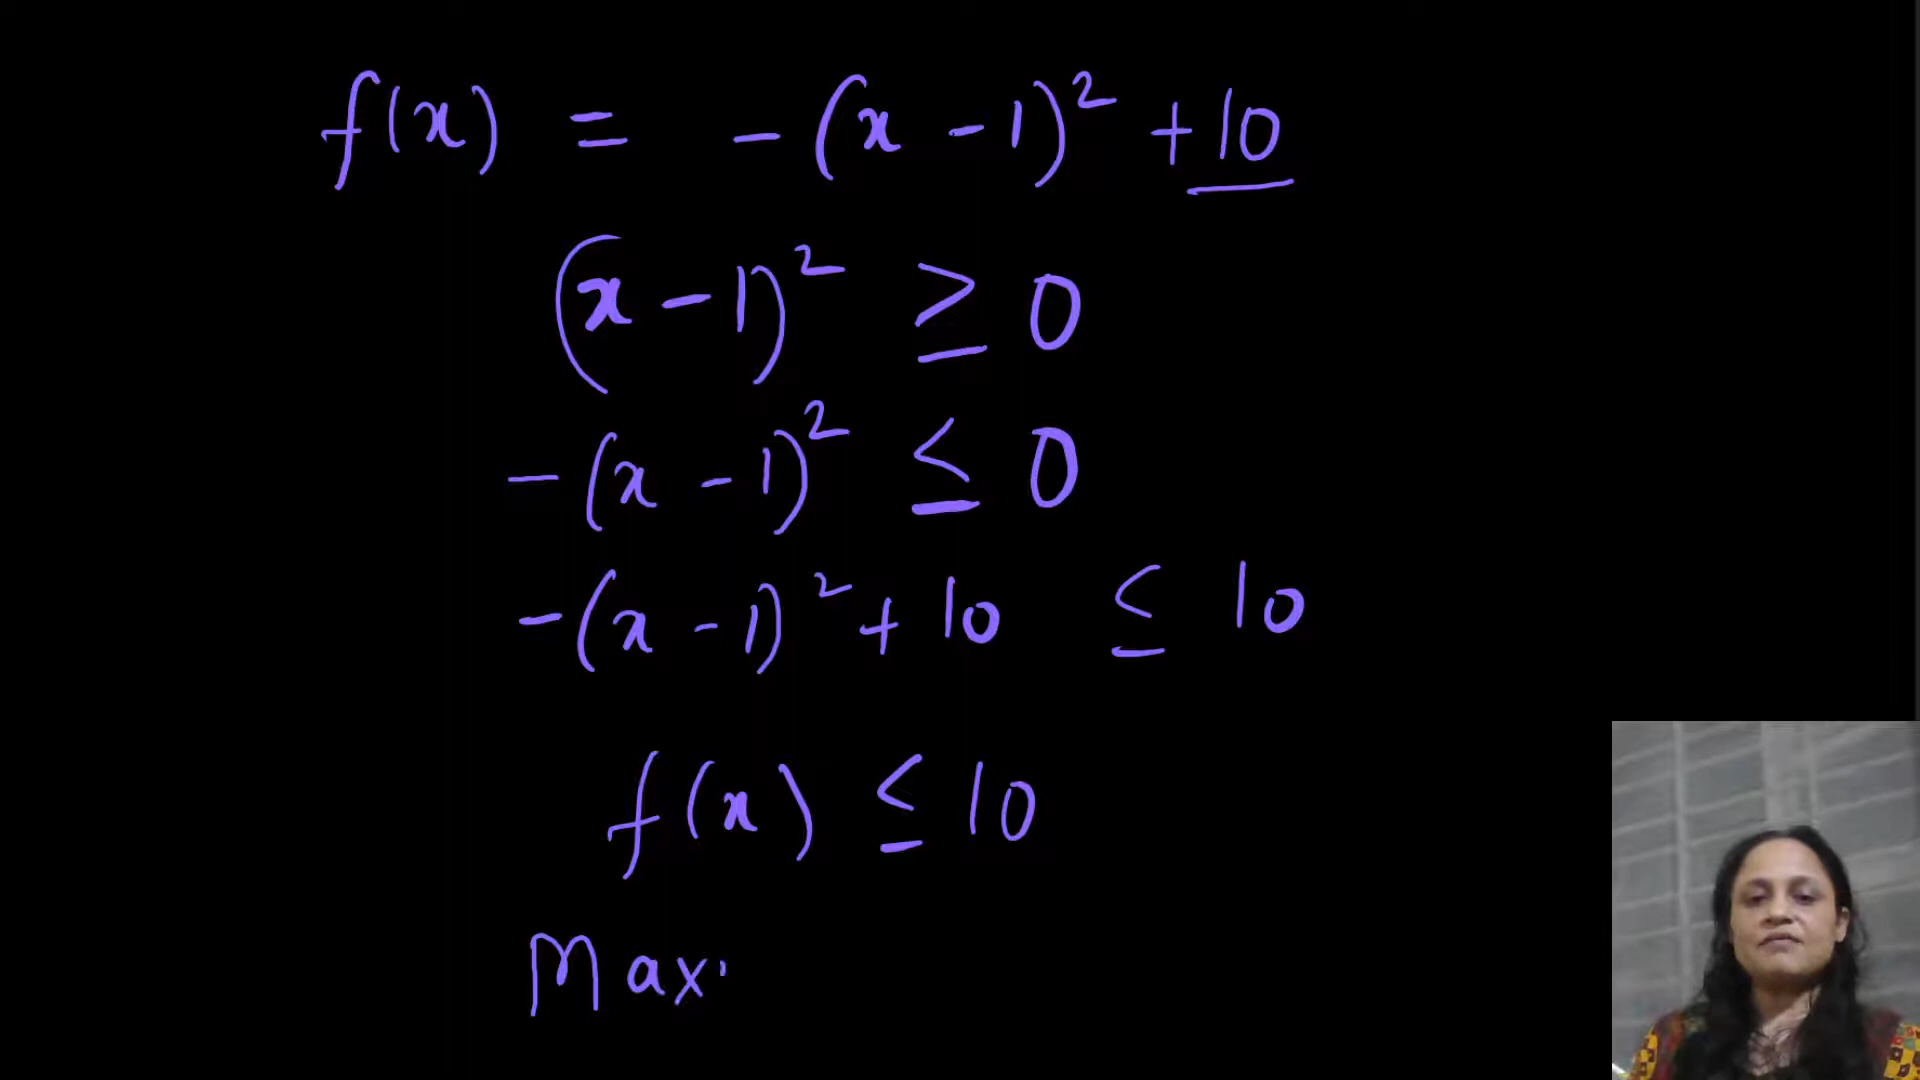 f(x) = -(x - 1)² + 10
(x - 1)² ≥ 0
-(x - 1)² ≤ 0
-(x - 1)² + 10 ≤ 10
f(x) ≤ 10
Max